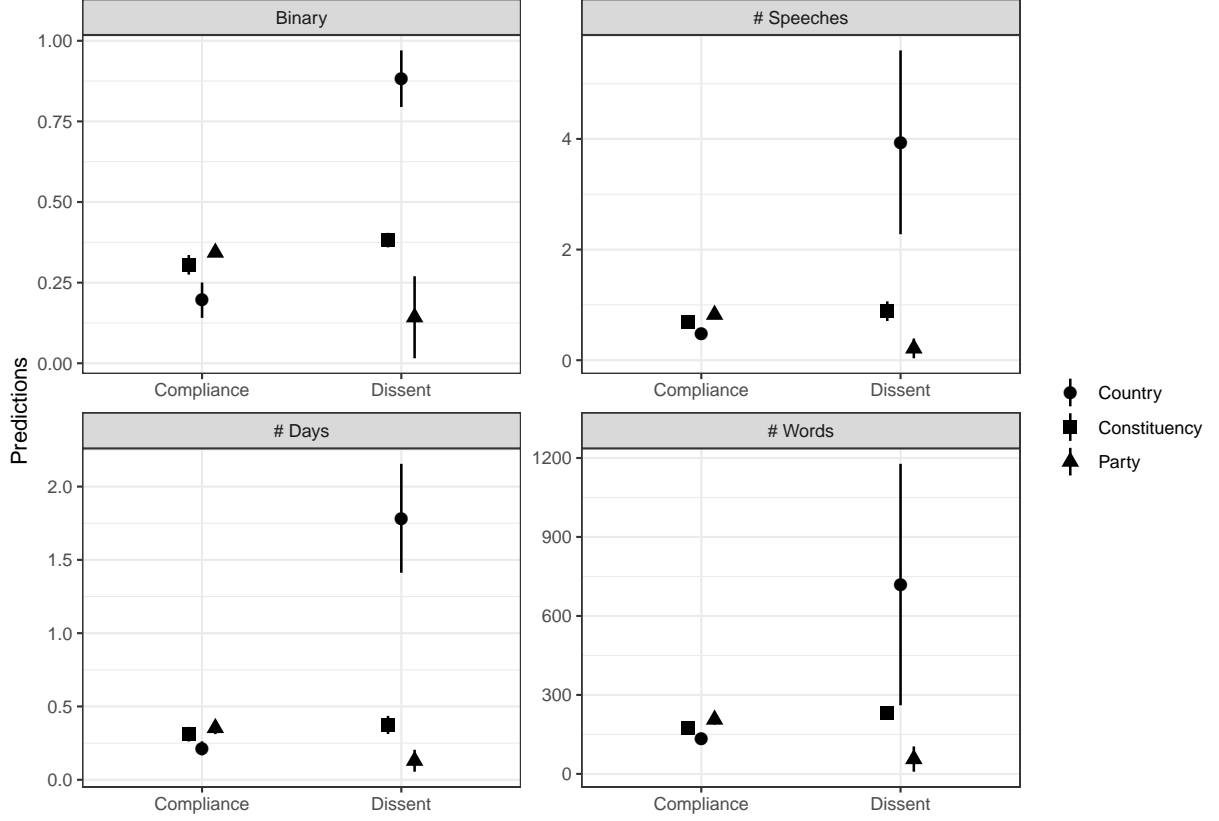 Binary
# Speeches
1.00
0.75
0.50
0.25
0.00
4
2
0
Compliance
Dissent
Compliance
Dissent
Predictions
Country
Constituency
Party
# Days
# Words
2.0
1.5
1.0
0.5
0.0
1200
900
600
300
0
Compliance
Dissent
Compliance
Dissent